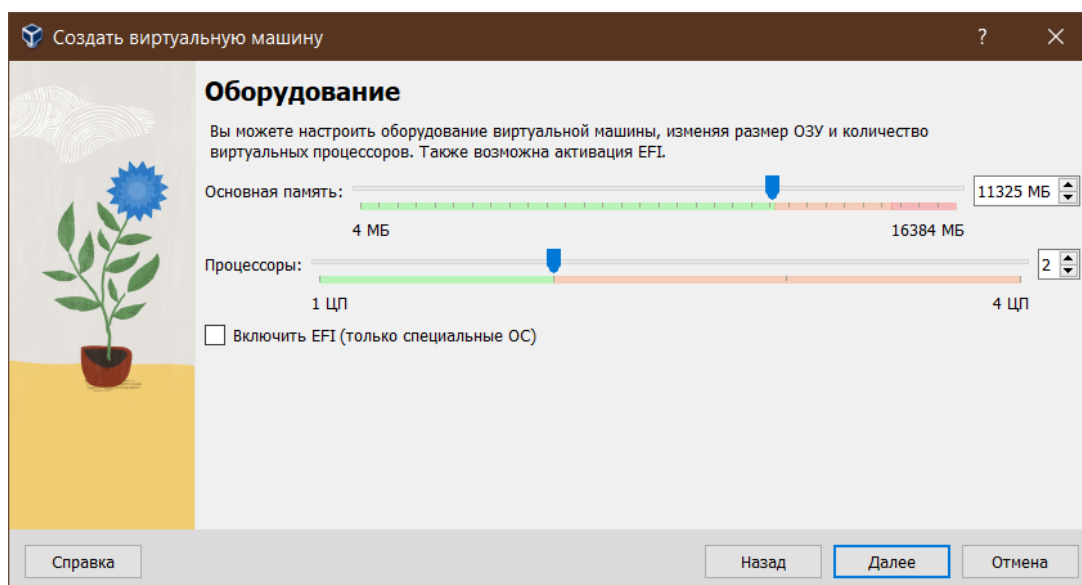 Создать виртуальную машину
?
Оборудование
Вы можете настроить оборудование виртуальной машины, изменяя размер ОЗУ и количество
виртуальных процессоров. Также возможна активация EFI.
Основная память:
11325 МБ
4 МБ
16384 МБ
Процессоры:
2
1 ЦП
4 ЦП
Включить EFI (только специальные ОС)
Справка
Назад
Далее
Отмена